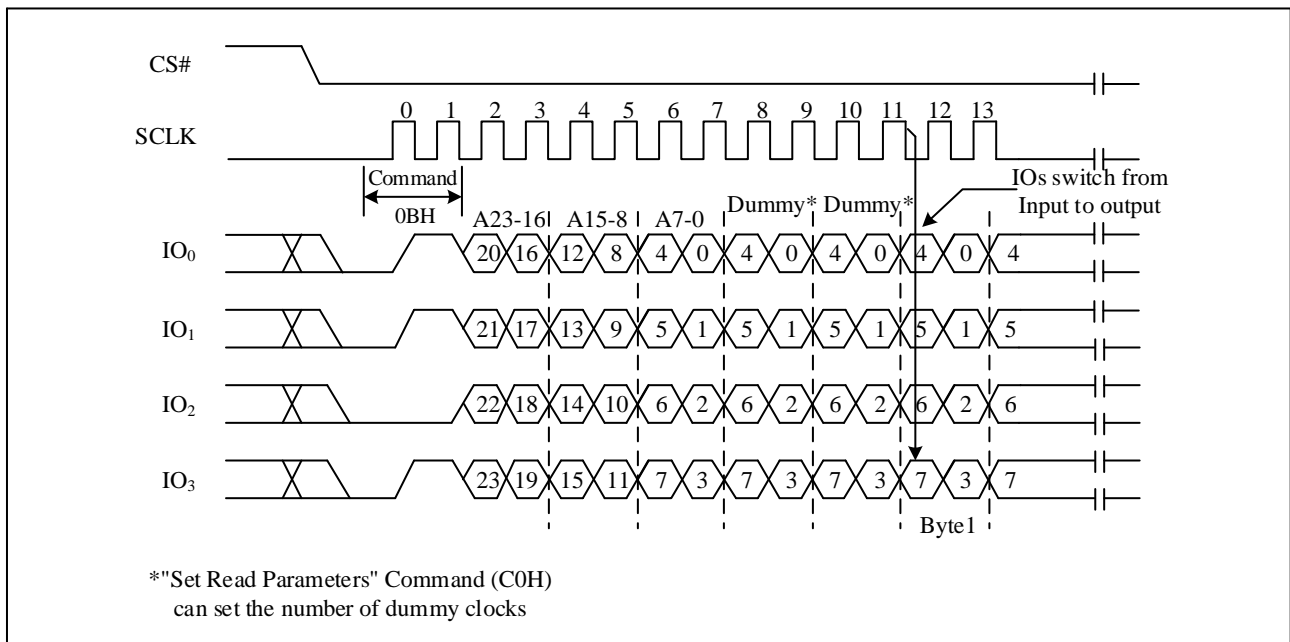 CS#
0 1 2 3 4 5 6 7 8 9 10 11 12 13
SCLK
Command
IOs switch from
Input to output
0BH
A23-16 A15-8 A7-0 Dummy* Dummy*
IO0 20 16 12 8 4 0 4 0 4 0 4 0 4
IO1 21 17 13 9 5 1 5 1 5 1 5 1 5
IO2 22 18 14 10 6 2 6 2 6 2 6 2 6
IO3 23 19 15 11 7 3 7 3 7 3 7 3 7
Byte1
*"Set Read Parameters" Command (C0H)
can set the number of dummy clocks